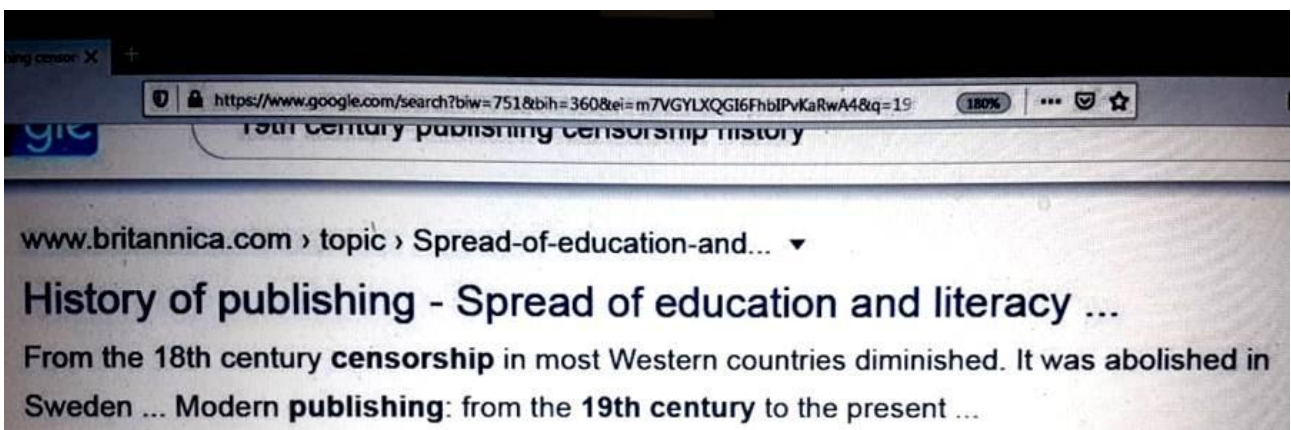 hing censor X +
https://www.google.com/search?biw=751&bih=360&ei=m7VGYLXQGI6FhbIPvKaRwA4&q=19 180% ...
gle 19th century publishing censorship history
www.britannica.com › topic › Spread-of-education-and... ▼
History of publishing - Spread of education and literacy ...
From the 18th century censorship in most Western countries diminished. It was abolished in
Sweden ... Modern publishing: from the 19th century to the present ...